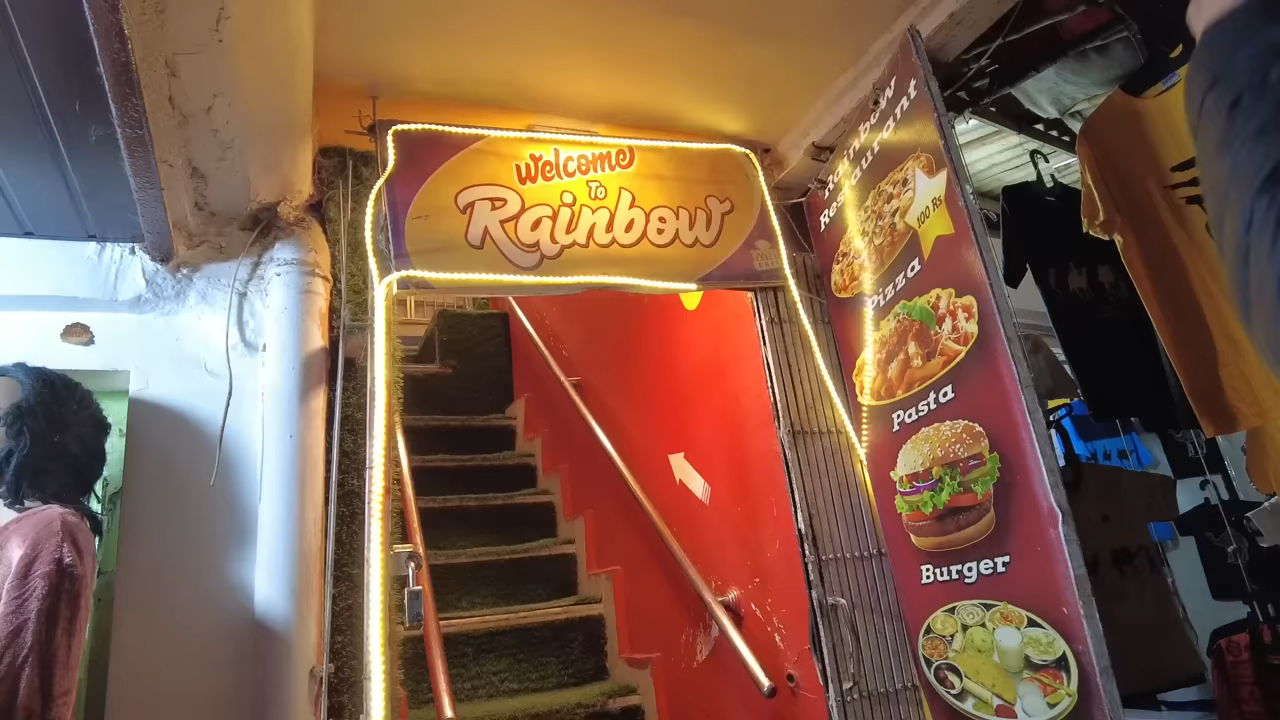 Welcome
To
Rainbow
Rainbow
Restaurant
100 Rs
Pizza
Pasta
Burger